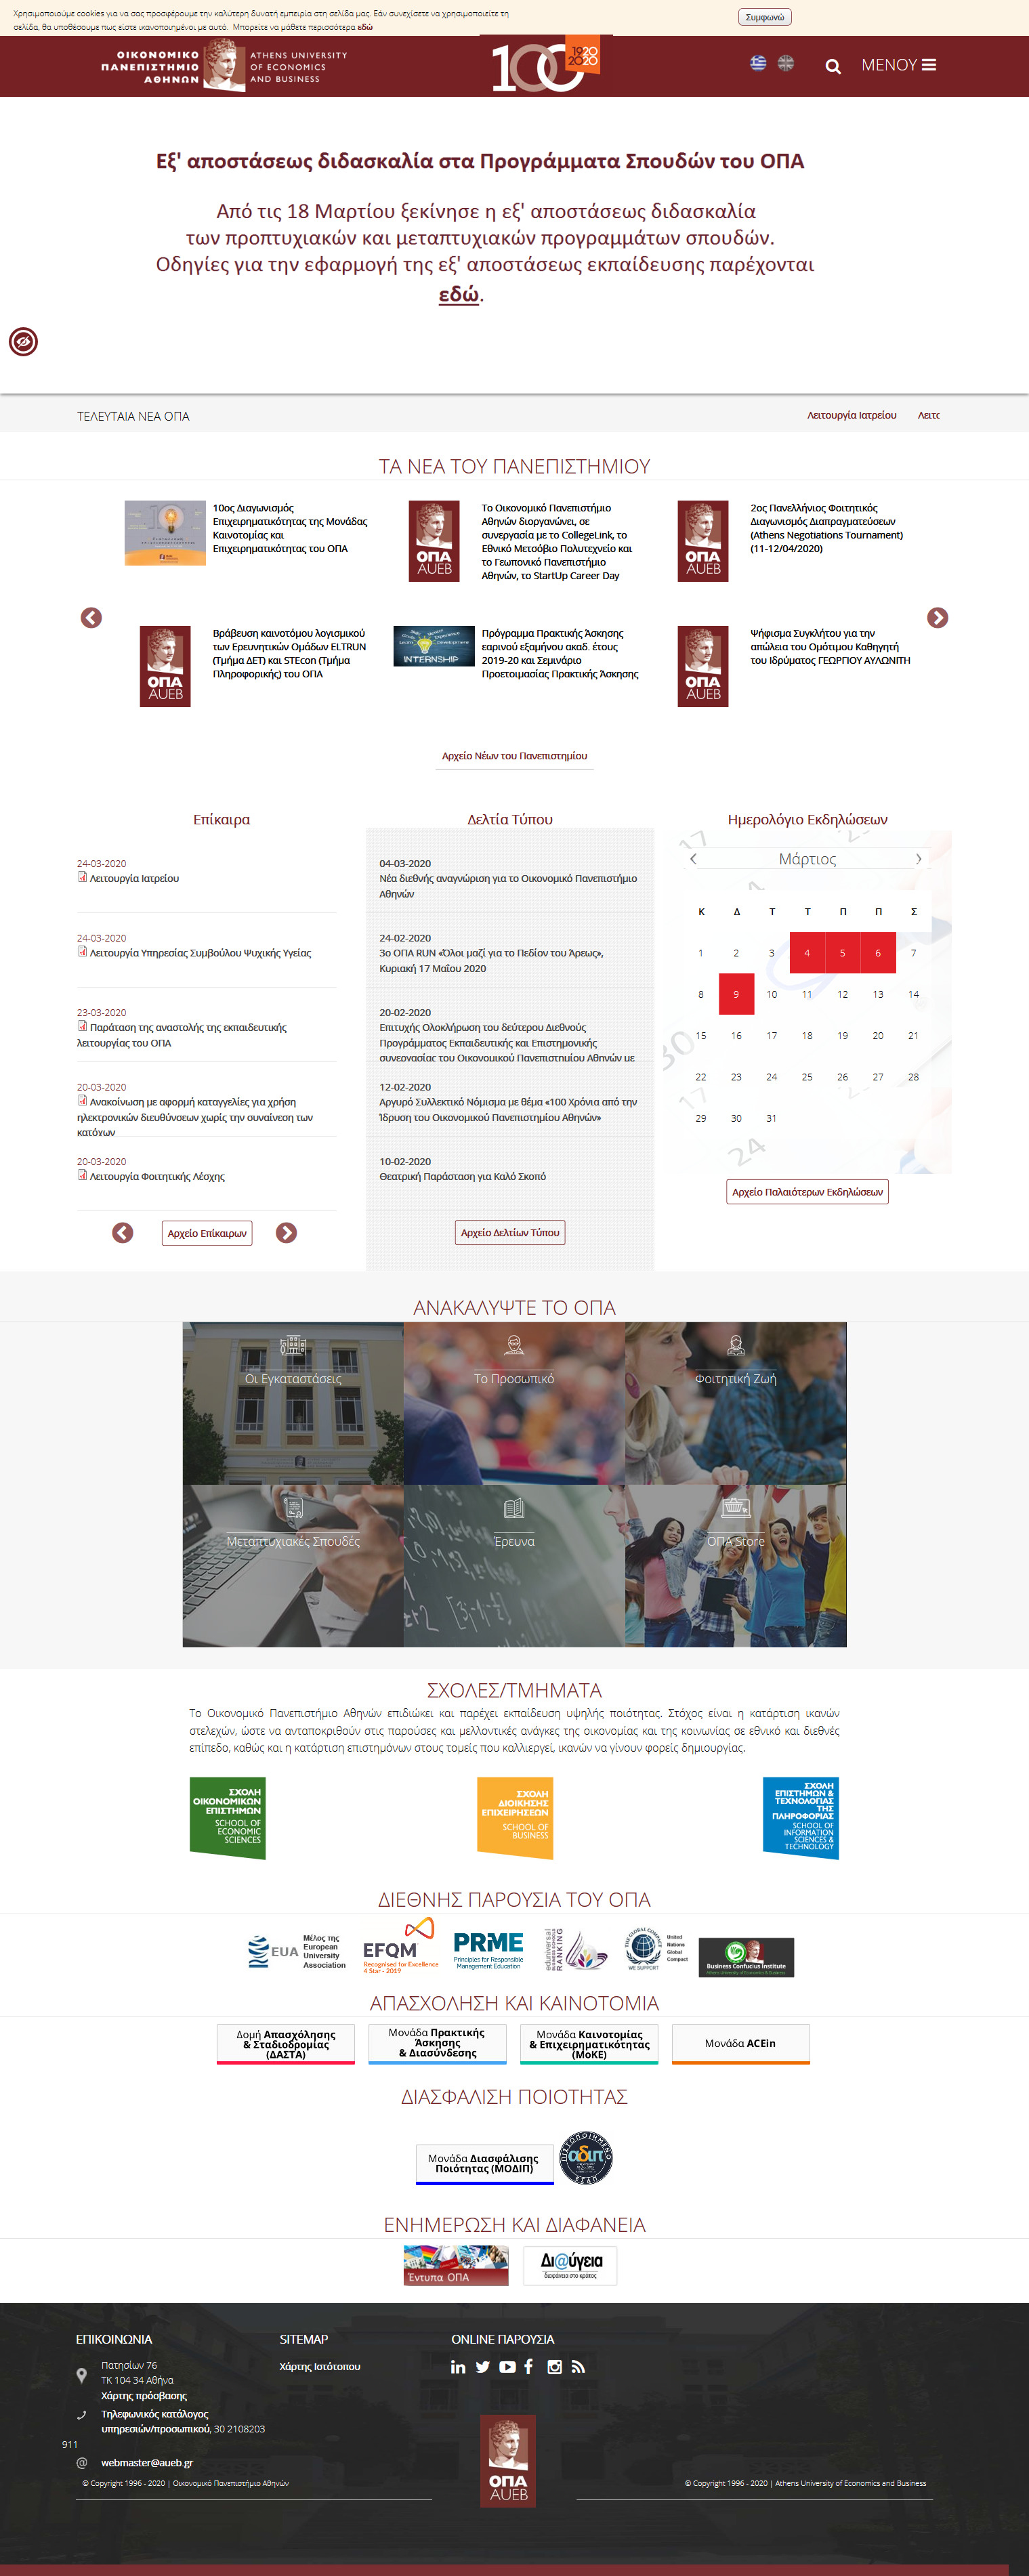 Χρησιμοποιούμε cookies για να σας προσφέρουμε την καλύτερη δυνατή εμπειρία στη σελίδα μας. Εάν συνεχίσετε να χρησιμοποιείτε τη
σελίδα, θα υποθέσουμε πως είστε ικανοποιημένοι με αυτό. Μπορείτε να μάθετε περισσότερα εδώ
Συμφωνώ
ΟΙΚΟΝΟΜΙΚΟ
ΠΑΝΕΠΙΣΤΗΜΙΟ
ΑΘΗΝΩΝ
ATHENS UNIVERSITY
OF ECONOMICS
AND BUSINESS
100
1920
2020
ΜΕΝΟΥ
Εξ' αποστάσεως διδασκαλία στα Προγράμματα Σπουδών του ΟΠΑ
Από τις 18 Μαρτίου ξεκίνησε η εξ' αποστάσεως διδασκαλία
των προπτυχιακών και μεταπτυχιακών προγραμμάτων σπουδών.
Οδηγίες για την εφαρμογή της εξ' αποστάσεως εκπαίδευσης παρέχονται
εδώ.
ΤΕΛΕΥΤΑΙΑ ΝΕΑ ΟΠΑ
Λειτουργία Ιατρείου
Λειτο
ΤΑ ΝΕΑ ΤΟΥ ΠΑΝΕΠΙΣΤΗΜΙΟΥ
10ος Διαγωνισμός
Επιχειρηματικότητας της Μονάδας
Καινοτομίας και
Επιχειρηματικότητας του ΟΠΑ
ΟΠΑ
AUEB
Το Οικονομικό Πανεπιστήμιο
Αθηνών διοργανώνει, σε
συνεργασία με το CollegeLink, το
Εθνικό Μετσόβιο Πολυτεχνείο και
το Γεωπονικό Πανεπιστήμιο
Αθηνών, το StartUp Career Day
ΟΠΑ
AUEB
2ος Πανελλήνιος Φοιτητικός
Διαγωνισμός Διαπραγματεύσεων
(Athens Negotiations Tournament)
(11-12/04/2020)
ΟΠΑ
AUEB
Βράβευση καινοτόμου λογισμικού
των Ερευνητικών Ομάδων ELTRUN
(Τμήμα ΔΕΤ) και STEcon (Τμήμα
Πληροφορικής) του ΟΠΑ
INTERNSHIP
Πρόγραμμα Πρακτικής Άσκησης
εαρινού εξαμήνου ακαδ. έτους
2019-20 και Σεμινάριο
Προετοιμασίας Πρακτικής Άσκησης
ΟΠΑ
AUEB
Ψήφισμα Συγκλήτου για την
απώλεια του Ομότιμου Καθηγητή
του Ιδρύματος ΓΕΩΡΓΙΟΥ ΑΥΛΩΝΙΤΗ
Αρχείο Νέων του Πανεπιστημίου
Επίκαιρα
24-03-2020
Λειτουργία Ιατρείου
24-03-2020
Λειτουργία Υπηρεσίας Συμβούλου Ψυχικής Υγείας
23-03-2020
Παράταση της αναστολής της εκπαιδευτικής
λειτουργίας του ΟΠΑ
20-03-2020
Ανακοίνωση με αφορμή καταγγελίες για χρήση
ηλεκτρονικών διευθύνσεων χωρίς την συναίνεση των
κατόχων
20-03-2020
Λειτουργία Φοιτητικής Λέσχης
Αρχείο Επίκαιρων
Δελτία Τύπου
04-03-2020
Νέα διεθνής αναγνώριση για το Οικονομικό Πανεπιστήμιο
Αθηνών
24-02-2020
3ο ΟΠΑ RUN «Όλοι μαζί για το Πεδίον του Άρεως»,
Κυριακή 17 Μαΐου 2020
20-02-2020
Επιτυχής Ολοκλήρωση του δεύτερου Διεθνούς
Προγράμματος Εκπαιδευτικής και Επιστημονικής
συνεργασίας του Οικονομικού Πανεπιστημίου Αθηνών με
12-02-2020
Αργυρό Συλλεκτικό Νόμισμα με θέμα «100 Χρόνια από την
Ίδρυση του Οικονομικού Πανεπιστημίου Αθηνών»
10-02-2020
Θεατρική Παράσταση για Καλό Σκοπό
Αρχείο Δελτίων Τύπου
Ημερολόγιο Εκδηλώσεων
Μάρτιος
Κ Δ Τ Τ Π Π Σ
1 2 3 4 5 6 7
8 9 10 11 12 13 14
15 16 17 18 19 20 21
22 23 24 25 26 27 28
29 30 31
Αρχείο Παλαιότερων Εκδηλώσεων
ΑΝΑΚΑΛΥΨΤΕ ΤΟ ΟΠΑ
Οι Εγκαταστάσεις
Το Προσωπικό
Φοιτητική Ζωή
Μεταπτυχιακές Σπουδές
Έρευνα
ΟΠΑ Store
ΣΧΟΛΕΣ/ΤΜΗΜΑΤΑ
Το Οικονομικό Πανεπιστήμιο Αθηνών επιδιώκει και παρέχει εκπαίδευση υψηλής ποιότητας. Στόχος είναι η κατάρτιση ικανών
στελεχών, ώστε να ανταποκριθούν στις παρούσες και μελλοντικές ανάγκες της οικονομίας και της κοινωνίας σε εθνικό και διεθνές
επίπεδο, καθώς και η κατάρτιση επιστημόνων στους τομείς που καλλιεργεί, ικανών να γίνουν φορείς δημιουργίας.
ΣΧΟΛΗ
ΟΙΚΟΝΟΜΙΚΩΝ
ΕΠΙΣΤΗΜΩΝ
SCHOOL OF
ECONOMIC
SCIENCES
ΣΧΟΛΗ
ΔΙΟΙΚΗΣΗΣ
ΕΠΙΧΕΙΡΗΣΕΩΝ
SCHOOL OF
BUSINESS
ΣΧΟΛΗ
ΕΠΙΣΤΗΜΩΝ &
ΤΕΧΝΟΛΟΓΙΑΣ
ΤΗΣ
ΠΛΗΡΟΦΟΡΙΑΣ
SCHOOL OF
INFORMATION
SCIENCES &
TECHNOLOGY
ΔΙΕΘΝΗΣ ΠΑΡΟΥΣΙΑ ΤΟΥ ΟΠΑ
EUA
Μέλος της
European
University
Association
EFQM
Recognised for Excellence
4 Star - 2019
PRME
Principles for Responsible
Management Education
eduniversal
RANKING
THE GLOBAL COMPACT
WE SUPPORT
United
Nations
Global
Compact
Business Confucius Institute
Athens University of Economics & Business
ΑΠΑΣΧΟΛΗΣΗ ΚΑΙ ΚΑΙΝΟΤΟΜΙΑ
Δομή Απασχόλησης
& Σταδιοδρομίας
(ΔΑΣΤΑ)
Μονάδα Πρακτικής
Άσκησης
& Διασύνδεσης
Μονάδα Καινοτομίας
& Επιχειρηματικότητας
(ΜοΚΕ)
Μονάδα ACEin
ΔΙΑΣΦΑΛΙΣΗ ΠΟΙΟΤΗΤΑΣ
Μονάδα Διασφάλισης
Ποιότητας (ΜΟΔΙΠ)
ΠΙΣΤΟΠΟΙΗΜΕΝΟ
αδιπ
ΕΣΔΠ
ΕΝΗΜΕΡΩΣΗ ΚΑΙ ΔΙΑΦΑΝΕΙΑ
Έντυπα ΟΠΑ
Δι@ύγεια
διαφάνεια στο κράτος
ΕΠΙΚΟΙΝΩΝΙΑ
Πατησίων 76
ΤΚ 104 34 Αθήνα
Χάρτης πρόσβασης
Τηλεφωνικός κατάλογος
υπηρεσιών/προσωπικού, 30 2108203
911
@ webmaster@aueb.gr
SITEMAP
Χάρτης Ιστότοπου
ONLINE ΠΑΡΟΥΣΙΑ
ΟΠΑ
AUEB
© Copyright 1996 - 2020 | Οικονομικό Πανεπιστήμιο Αθηνών
© Copyright 1996 - 2020 | Athens University of Economics and Business